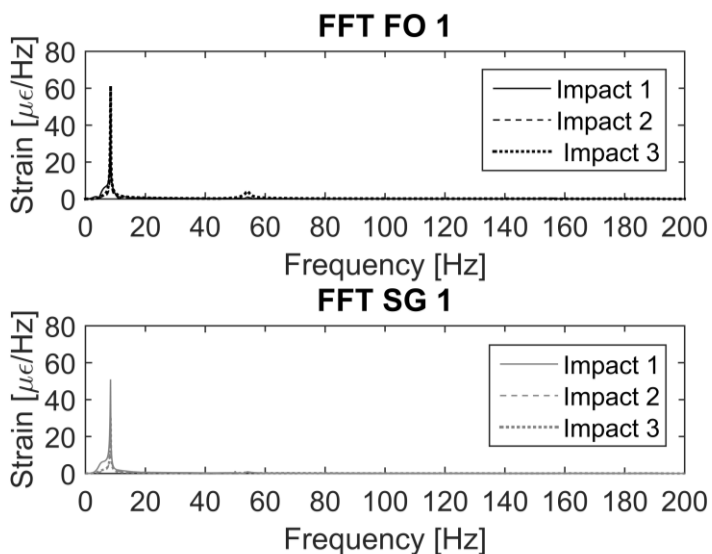 FFT FO 1
80
60
40
20
0
Strain [με/Hz]
Impact 1
Impact 2
Impact 3
0 20 40 60 80 100 120 140 160 180 200
Frequency [Hz]
FFT SG 1
80
60
40
20
0
Strain [με/Hz]
Impact 1
Impact 2
Impact 3
0 20 40 60 80 100 120 140 160 180 200
Frequency [Hz]